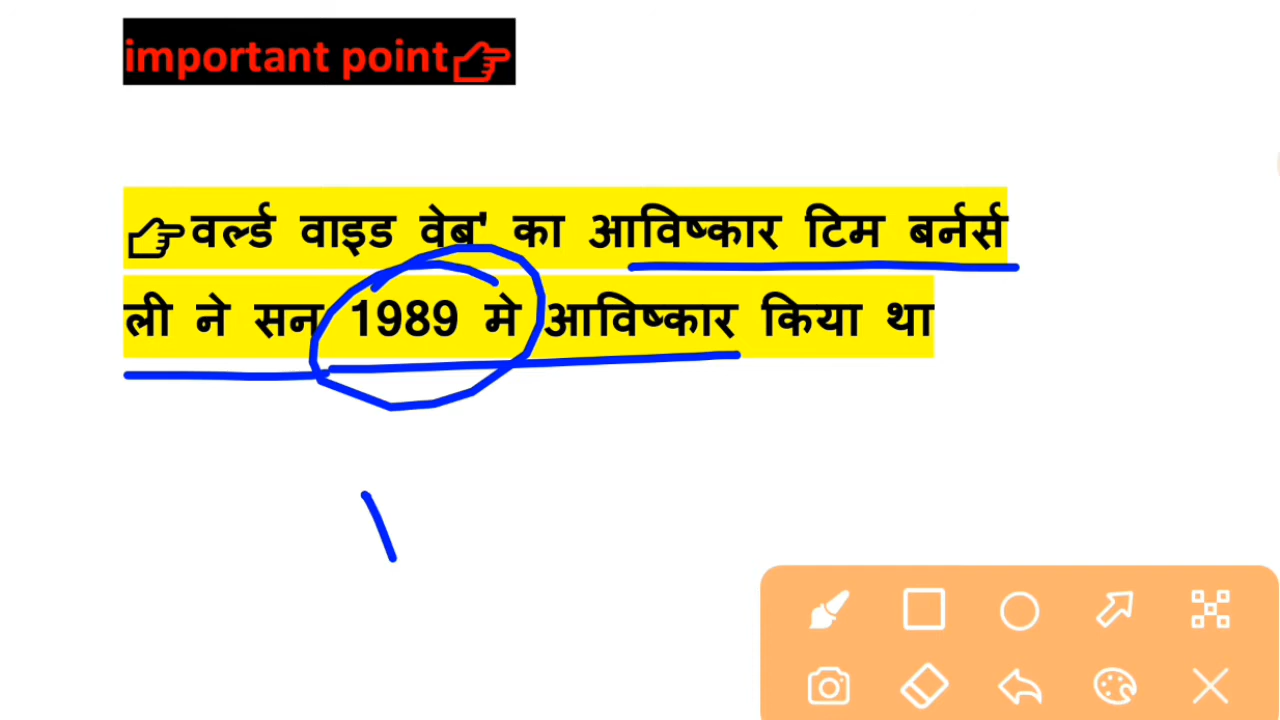 important point
वर्ल्ड वाइड वेब' का आविष्कार टिम बर्नर्स
ली ने सन 1989 मे आविष्कार किया था